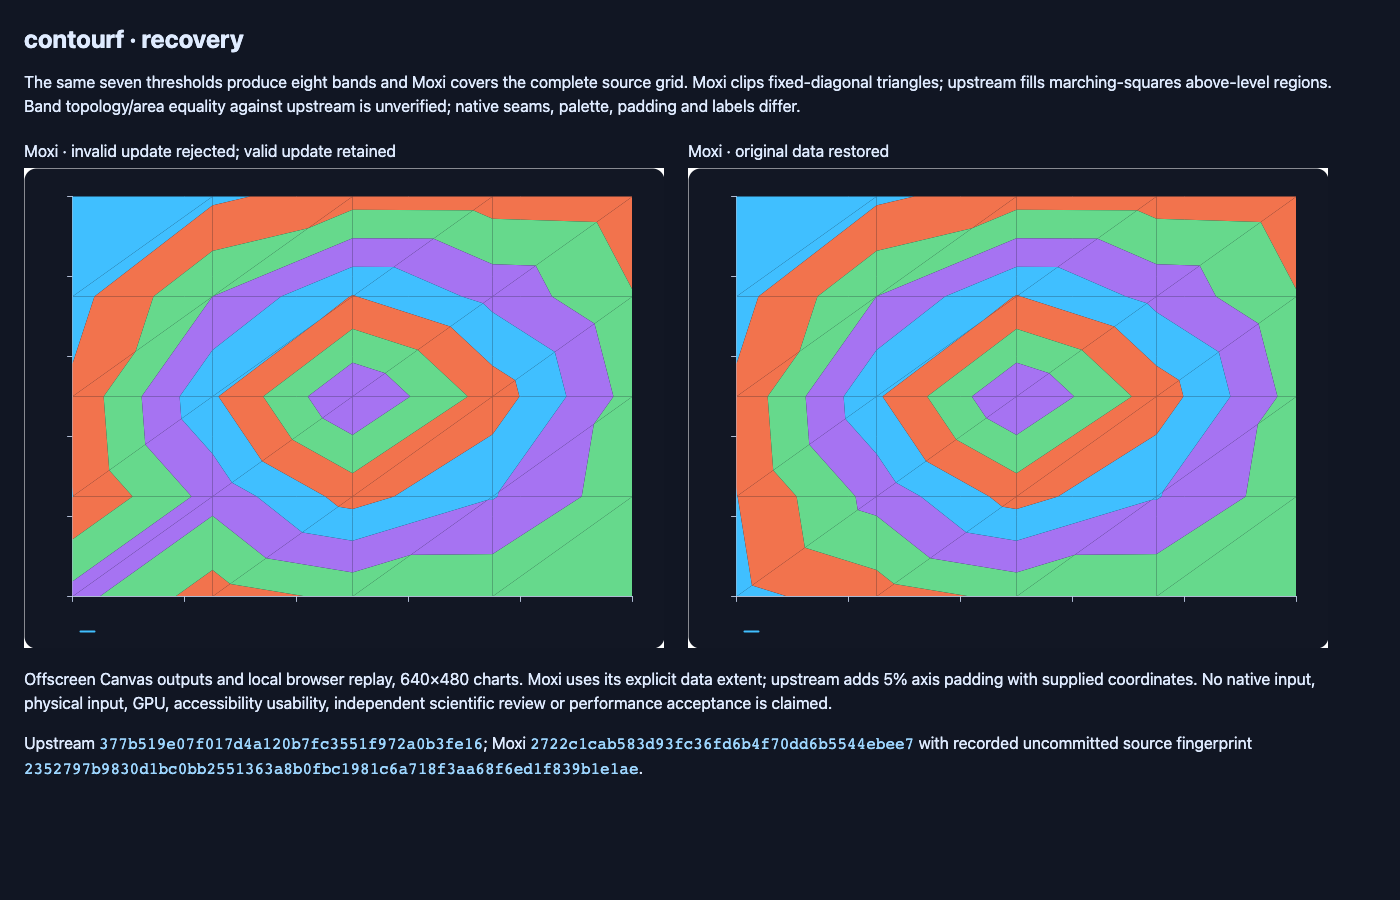 contourf · recovery
The same seven thresholds produce eight bands and Moxi covers the complete source grid. Moxi clips fixed-diagonal triangles; upstream fills marching-squares above-level regions.
Band topology/area equality against upstream is unverified; native seams, palette, padding and labels differ.
Moxi · invalid update rejected; valid update retained
Moxi · original data restored
Offscreen Canvas outputs and local browser replay, 640×480 charts. Moxi uses its explicit data extent; upstream adds 5% axis padding with supplied coordinates. No native input,
physical input, GPU, accessibility usability, independent scientific review or performance acceptance is claimed.
Upstream 377b519e07f017d4a120b7fc3551f972a0b3fe16; Moxi 2722c1cab583d93fc36fd6b4f70dd6b5544ebee7 with recorded uncommitted source fingerprint
2352797b9830d1bc0bb2551363a8b0fbc1981c6a718f3aa68f6ed1f839b1e1ae.